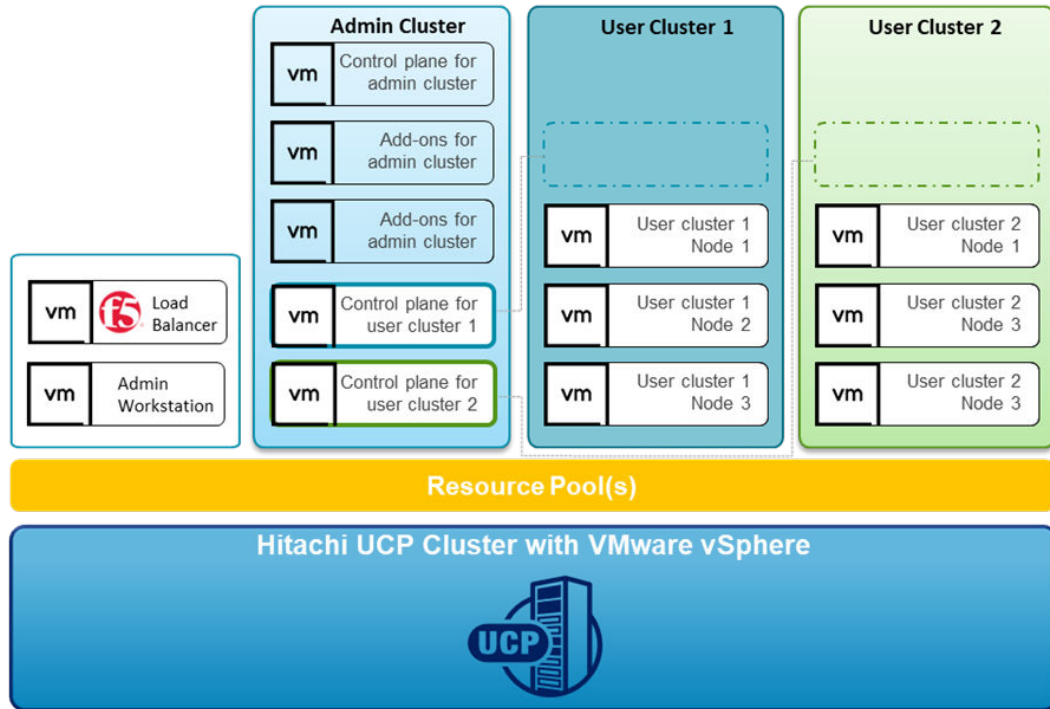 Admin Cluster
vm
Control plane for
admin cluster
vm
Add-ons for
admin cluster
vm
Add-ons for
admin cluster
vm
Control plane for
user cluster 1
vm
Control plane for
user cluster 2
User Cluster 1
vm
User cluster 1
Node 1
vm
User cluster 1
Node 2
vm
User cluster 1
Node 3
User Cluster 2
vm
User cluster 2
Node 1
vm
User cluster 2
Node 3
vm
User cluster 2
Node 3
vm
f5
Load
Balancer
vm
Admin
Workstation
Resource Pool(s)
Hitachi UCP Cluster with VMware vSphere
UCP